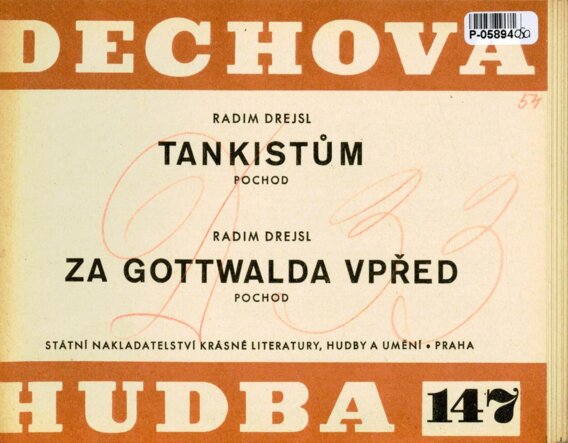 DECHOVÁ
P-05894
54
RADIM DREJSL
TANKISTŮM
POCHOD
RADIM DREJSL
ZA GOTTWALDA VPŘED
POCHOD
STÁTNÍ NAKLADATELSTVÍ KRÁSNÉ LITERATURY, HUDBY A UMĚNÍ • PRAHA
HUDBA 147